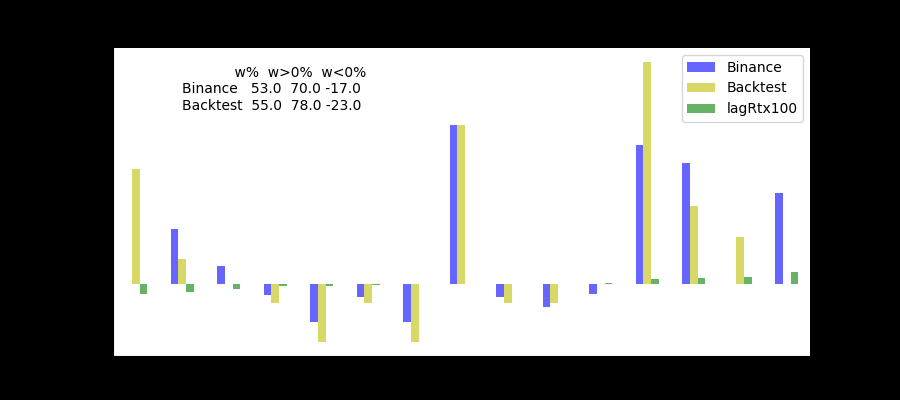 w% w>0% w<0%
Binance 53.0 70.0 -17.0
Backtest 55.0 78.0 -23.0
Binance
Backtest
lagRtx100